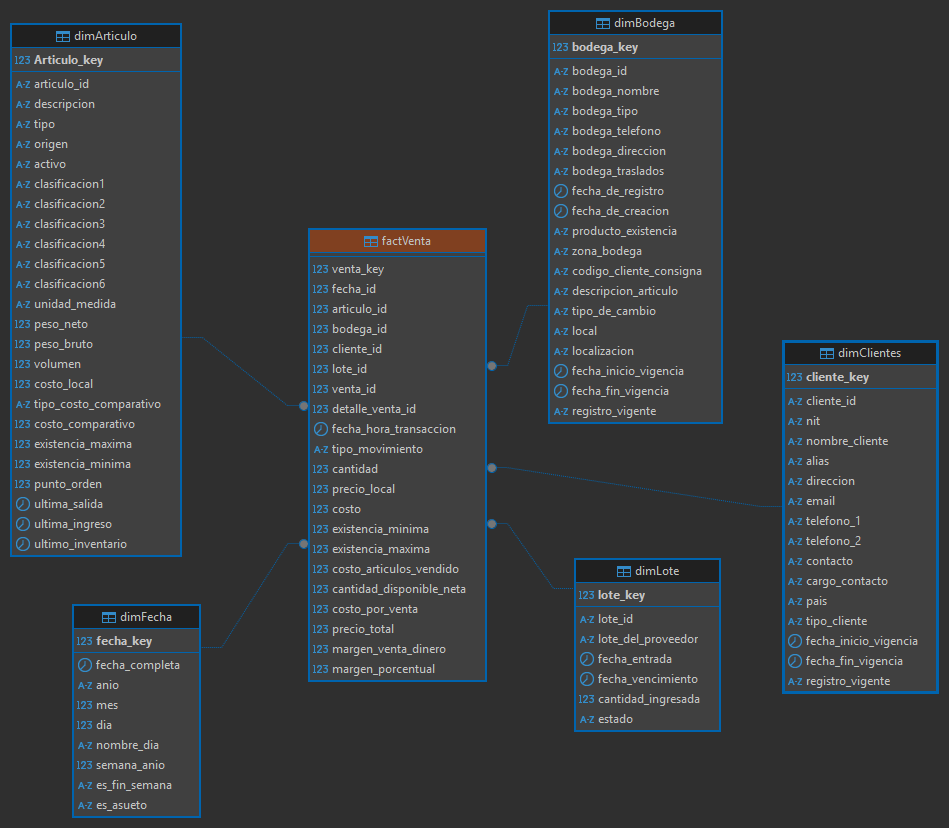 dimArticulo
123 Articulo_key
A-Z articulo_id
A-Z descripcion
A-Z tipo
A-Z origen
A-Z activo
A-Z clasificacion1
A-Z clasificacion2
A-Z clasificacion3
A-Z clasificacion4
A-Z clasificacion5
A-Z clasificacion6
A-Z unidad_medida
123 peso_neto
123 peso_bruto
123 volumen
123 costo_local
A-Z tipo_costo_comparativo
123 costo_comparativo
123 existencia_maxima
123 existencia_minima
123 punto_orden
ultima_salida
ultima_ingreso
ultimo_inventario
dimFecha
123 fecha_key
fecha_completa
A-Z anio
123 mes
123 dia
A-Z nombre_dia
123 semana_anio
A-Z es_fin_semana
A-Z es_asueto
factVenta
123 venta_key
123 fecha_id
123 articulo_id
123 bodega_id
123 cliente_id
123 lote_id
123 venta_id
123 detalle_venta_id
fecha_hora_transaccion
A-Z tipo_movimiento
123 cantidad
123 precio_local
123 costo
123 existencia_minima
123 existencia_maxima
123 costo_articulos_vendido
123 cantidad_disponible_neta
123 costo_por_venta
123 precio_total
123 margen_venta_dinero
123 margen_porcentual
dimBodega
123 bodega_key
A-Z bodega_id
A-Z bodega_nombre
A-Z bodega_tipo
A-Z bodega_telefono
A-Z bodega_direccion
A-Z bodega_traslados
fecha_de_registro
fecha_de_creacion
A-Z producto_existencia
A-Z zona_bodega
A-Z codigo_cliente_consigna
A-Z descripcion_articulo
A-Z tipo_de_cambio
A-Z local
A-Z localizacion
fecha_inicio_vigencia
fecha_fin_vigencia
A-Z registro_vigente
dimLote
123 lote_key
A-Z lote_id
A-Z lote_del_proveedor
fecha_entrada
fecha_vencimiento
123 cantidad_ingresada
A-Z estado
dimClientes
123 cliente_key
A-Z cliente_id
A-Z nit
A-Z nombre_cliente
A-Z alias
A-Z direccion
A-Z email
A-Z telefono_1
A-Z telefono_2
A-Z contacto
A-Z cargo_contacto
A-Z pais
A-Z tipo_cliente
fecha_inicio_vigencia
fecha_fin_vigencia
A-Z registro_vigente